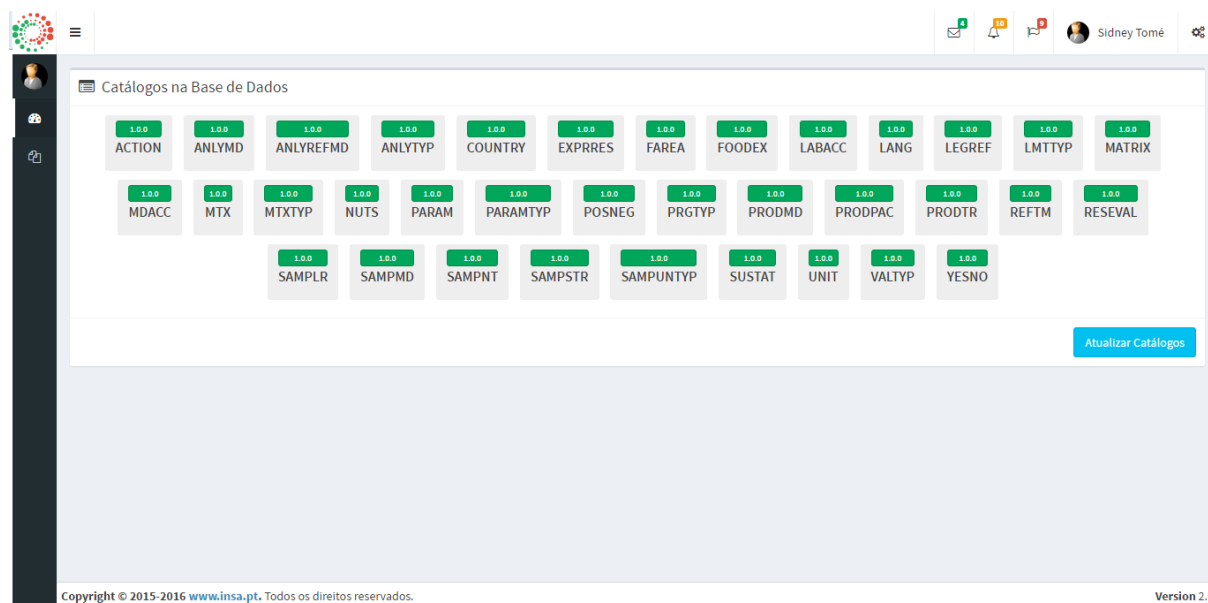 4 10 9 Sidney Tomé
Catálogos na Base de Dados
1.0.0 1.0.0 1.0.0 1.0.0 1.0.0 1.0.0 1.0.0 1.0.0 1.0.0 1.0.0 1.0.0 1.0.0 1.0.0
ACTION ANLYMD ANLYREFMD ANLYTYP COUNTRY EXPRRES FAREA FOODEX LABACC LANG LEGREF LMTTYP MATRIX
1.0.0 1.0.0 1.0.0 1.0.0 1.0.0 1.0.0 1.0.0 1.0.0 1.0.0 1.0.0 1.0.0 1.0.0 1.0.0
MDACC MTX MTXTYP NUTS PARAM PARAMTYP POSNEG PRGTYP PRODMD PRODPAC PRODTR REFTM RESEVAL
1.0.0 1.0.0 1.0.0 1.0.0 1.0.0 1.0.0 1.0.0 1.0.0 1.0.0
SAMPLR SAMPMD SAMPNT SAMPSTR SAMPUNTYP SUSTAT UNIT VALTYP YESNO
Atualizar Catálogos
Copyright © 2015-2016 www.insa.pt. Todos os direitos reservados. Version 2.